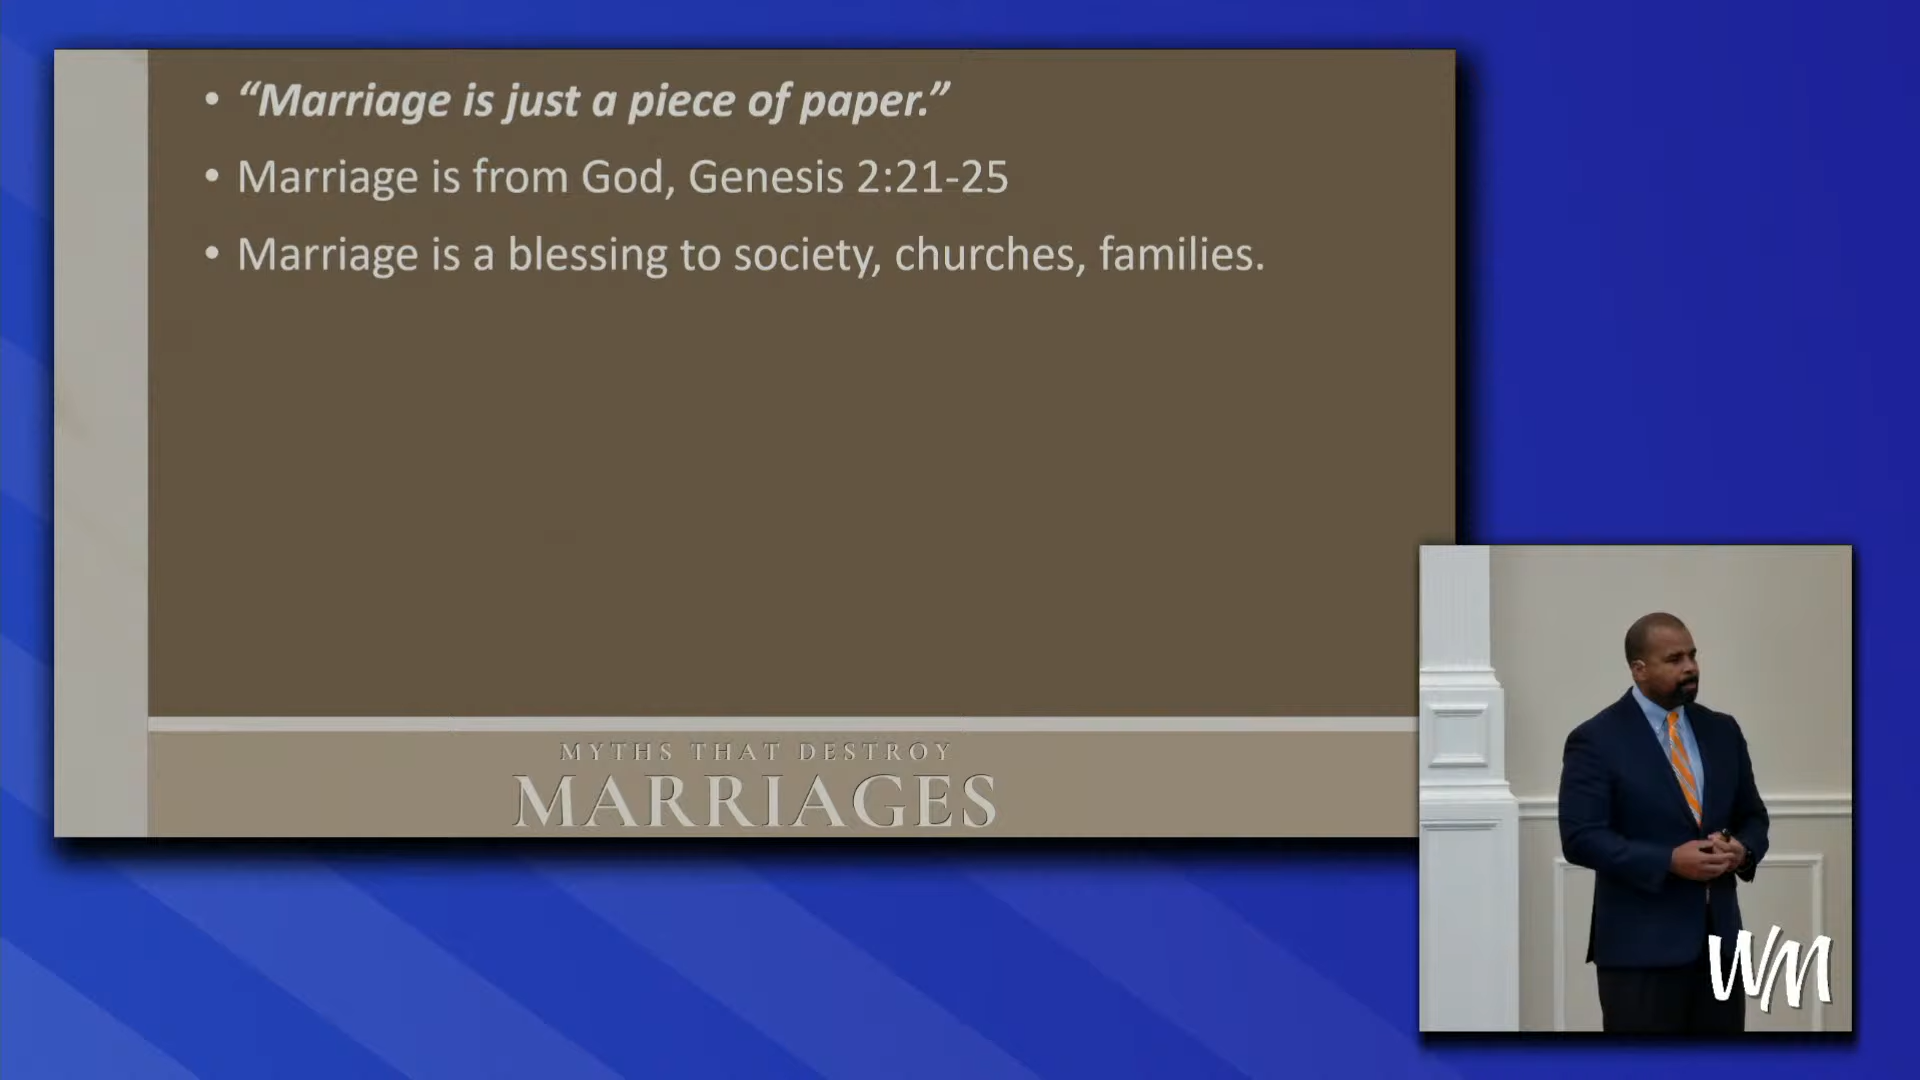 • “Marriage is just a piece of paper.”
• Marriage is from God, Genesis 2:21-25
• Marriage is a blessing to society, churches, families.
MYTHS THAT DESTROY
MARRIAGES
WM